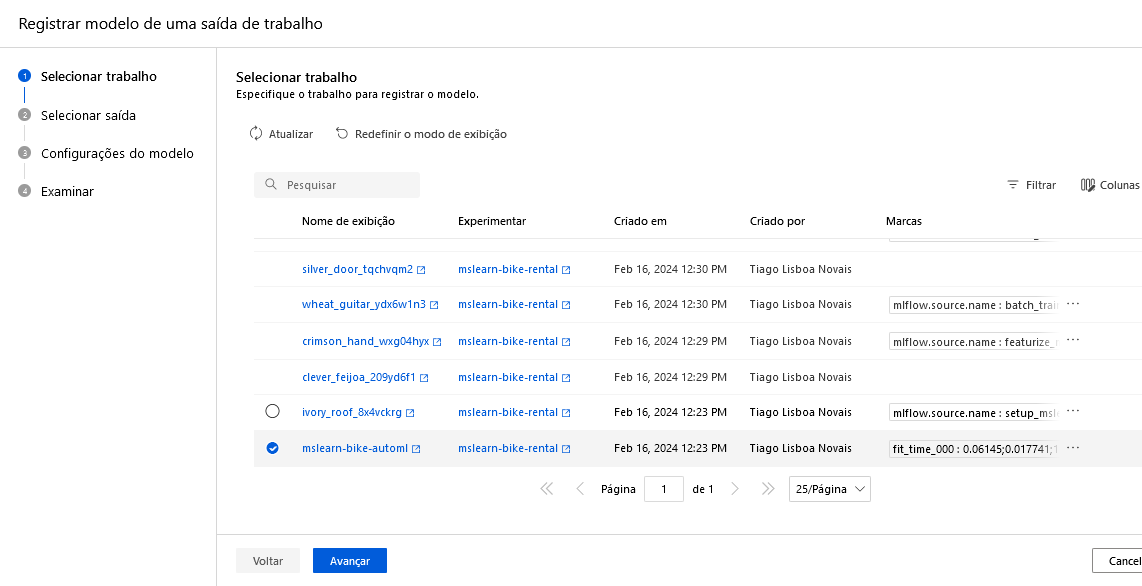 Registrar modelo de uma saída de trabalho
1 Selecionar trabalho
2 Selecionar saída
3 Configurações do modelo
4 Examinar
Selecionar trabalho
Especifique o trabalho para registrar o modelo.
Atualizar Redefinir o modo de exibição
Pesquisar Filtrar Colunas
Nome de exibição Experimentar Criado em Criado por Marcas
silver_door_tqchvqm2 mslearn-bike-rental Feb 16, 2024 12:30 PM Tiago Lisboa Novais
wheat_guitar_ydx6w1n3 mslearn-bike-rental Feb 16, 2024 12:30 PM Tiago Lisboa Novais mlflow.source.name : batch_trai ...
crimson_hand_wxg04hyx mslearn-bike-rental Feb 16, 2024 12:29 PM Tiago Lisboa Novais mlflow.source.name : featurize_ ...
clever_feijoa_209yd6f1 mslearn-bike-rental Feb 16, 2024 12:29 PM Tiago Lisboa Novais
ivory_roof_8x4vckrg mslearn-bike-rental Feb 16, 2024 12:23 PM Tiago Lisboa Novais mlflow.source.name : setup_msl ...
mslearn-bike-automl mslearn-bike-rental Feb 16, 2024 12:23 PM Tiago Lisboa Novais fit_time_000 : 0.06145;0.017741;1 ...
Página 1 de 1 25/Página
Voltar Avançar Cancel